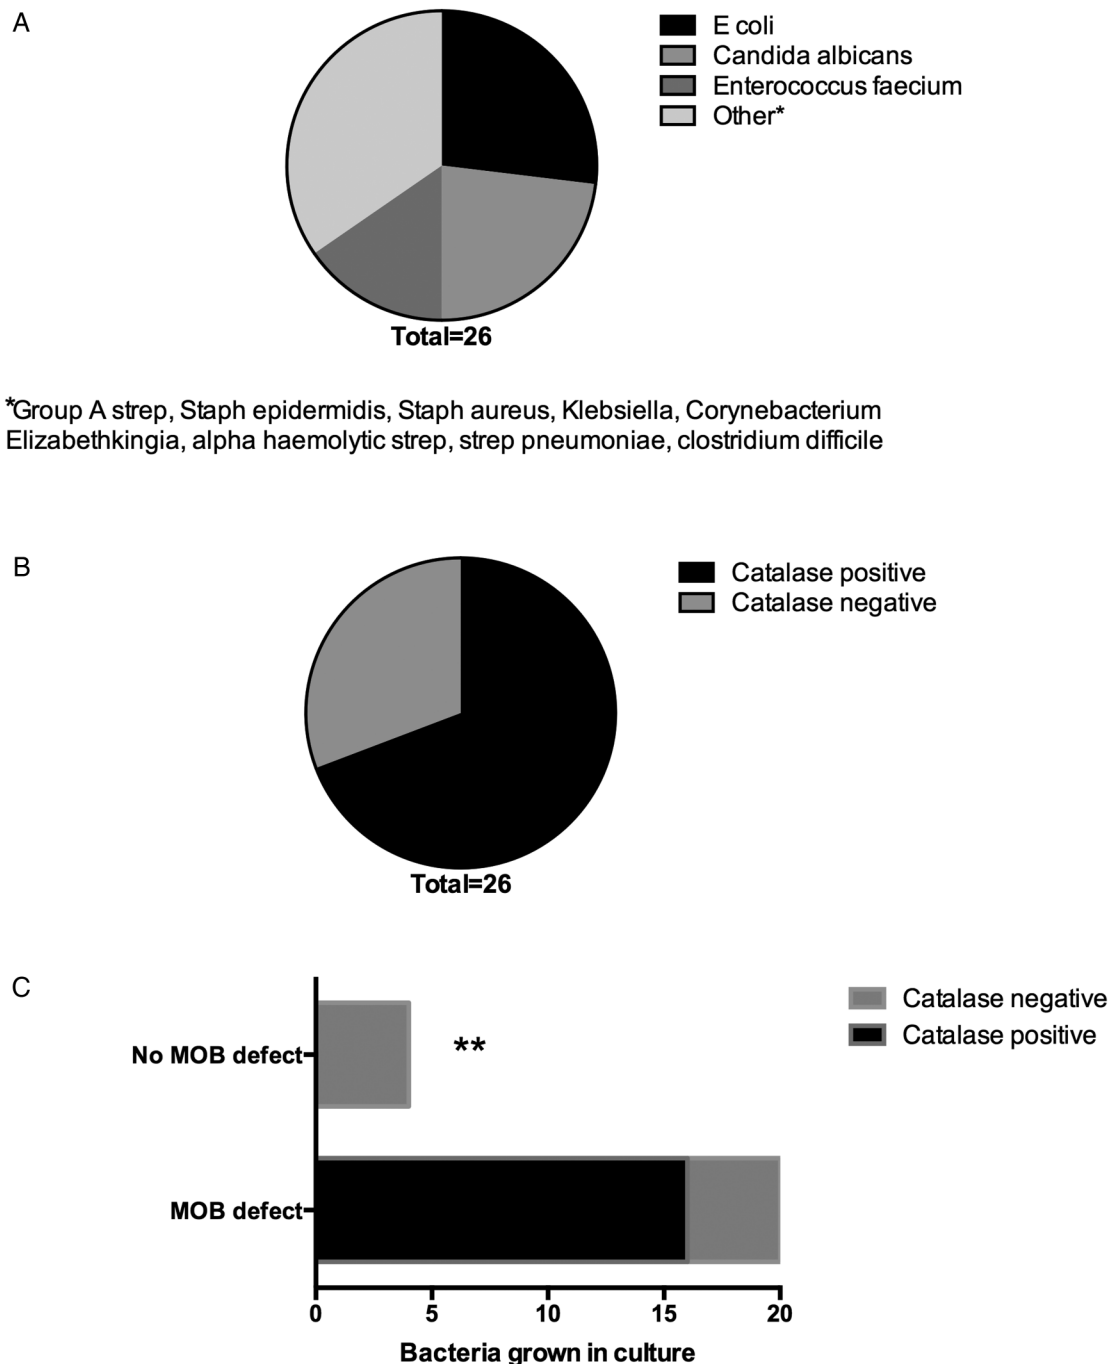 A
E coli
Candida albicans
Enterococcus faecium
Other*
Total=26
*Group A strep, Staph epidermidis, Staph aureus, Klebsiella, Corynebacterium
Elizabethkingia, alpha haemolytic strep, strep pneumoniae, clostridium difficile
B
Catalase positive
Catalase negative
Total=26
C
Catalase negative
Catalase positive
No MOB defect
**
MOB defect
0 5 10 15 20
Bacteria grown in culture